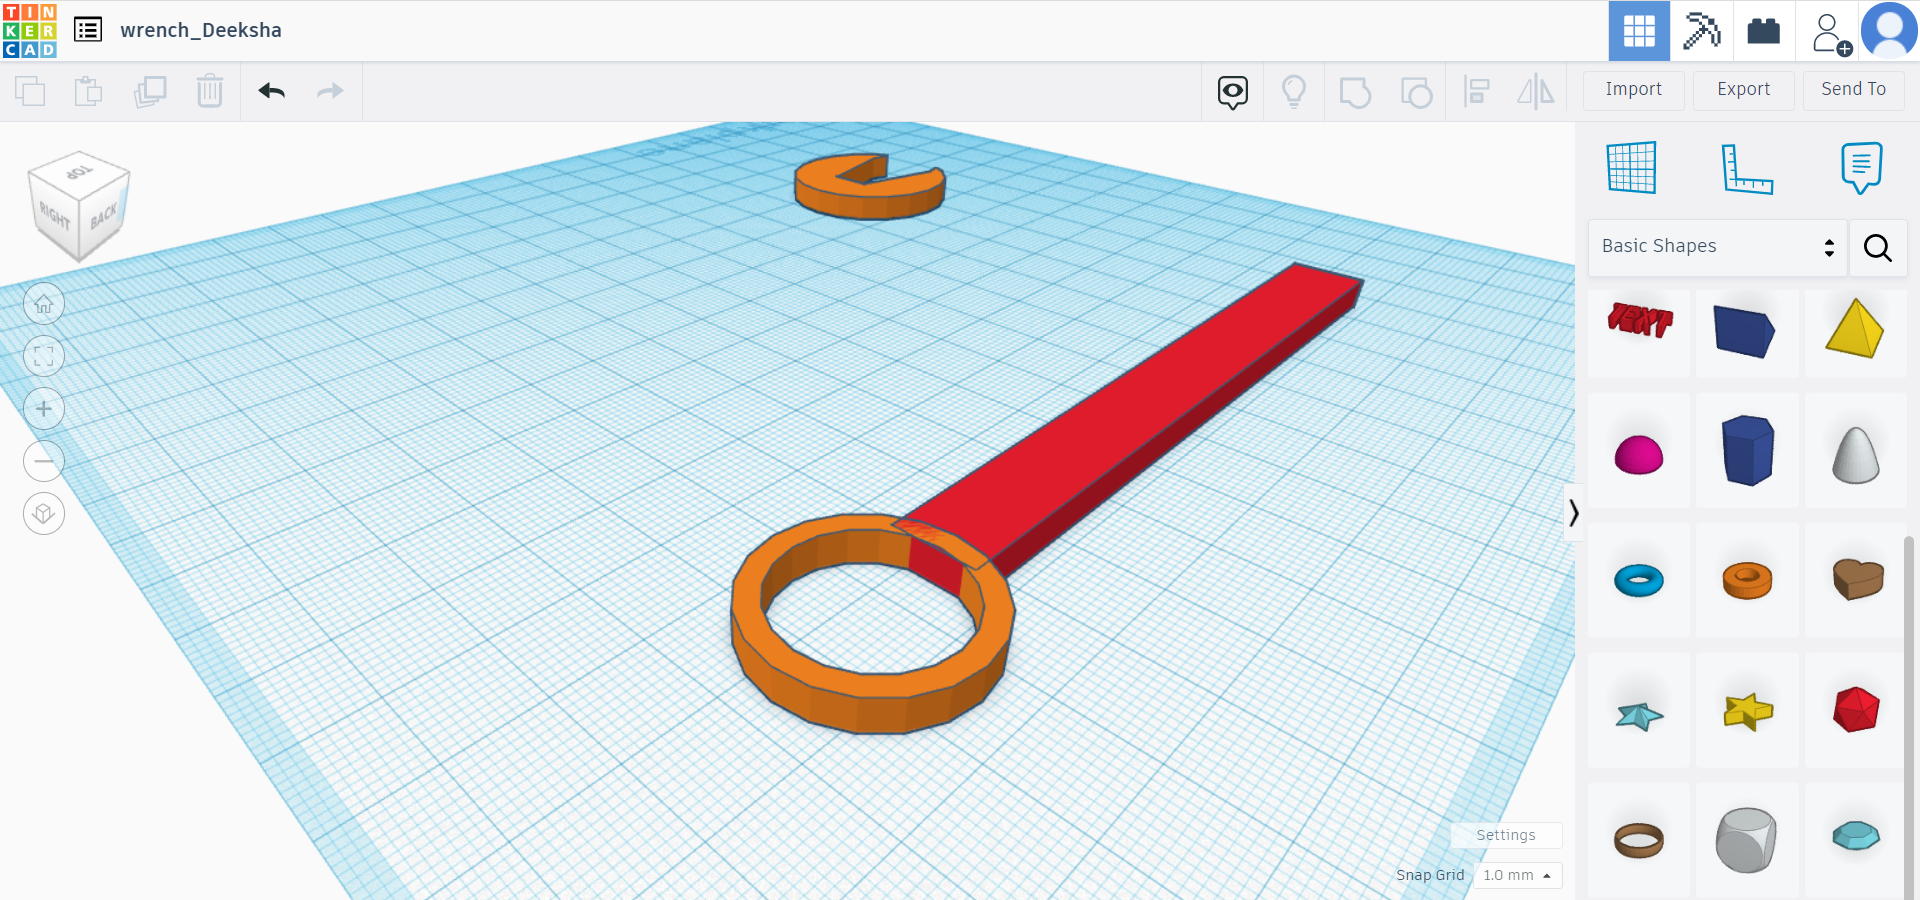 TIN
KER
CAD
wrench_Deeksha
Import
Export
Send To
TOP
RIGHT
BACK
Basic Shapes
TEXT
Settings
Snap Grid
1.0 mm